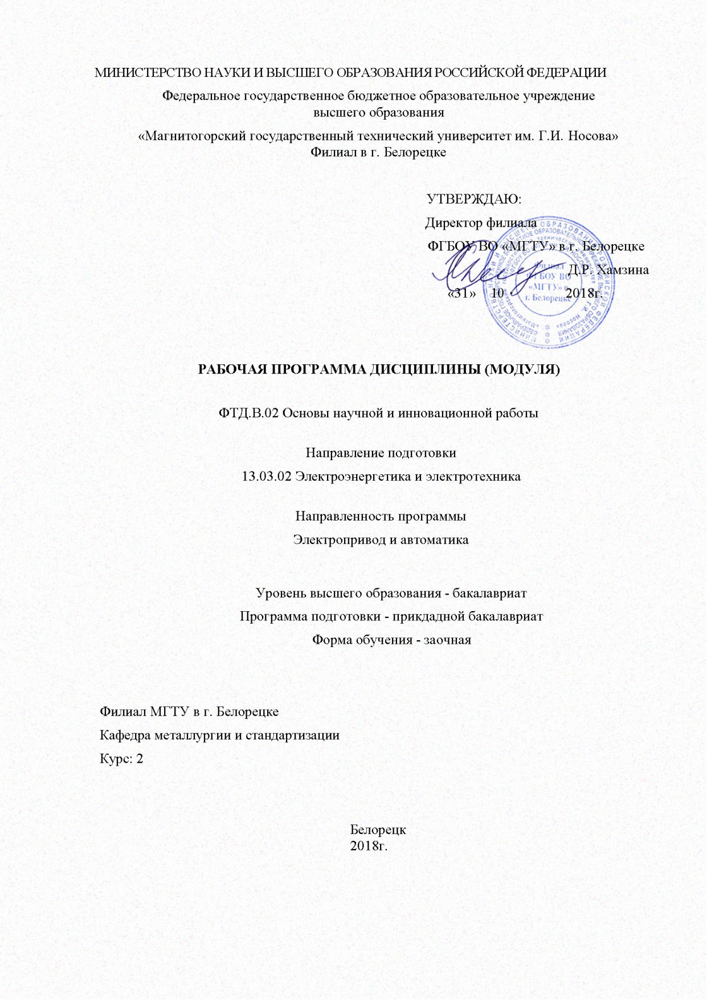 МИНИСТЕРСТВО НАУКИ И ВЫСШЕГО ОБРАЗОВАНИЯ РОССИЙСКОЙ ФЕДЕРАЦИИ
Федеральное государственное бюджетное образовательное учреждение
высшего образования
«Магнитогорский государственный технический университет им. Г.И. Носова»
Филиал в г. Белорецке
УТВЕРЖДАЮ:
Директор филиала
ФГБОУ ВО «МГТУ» в г. Белорецке
Д.Р. Хамзина
«31» 10 2018г.
Филиал
ФГБОУ ВО
«МГТУ» в
г. Белорецке
РАБОЧАЯ ПРОГРАММА ДИСЦИПЛИНЫ (МОДУЛЯ)
ФТД.В.02 Основы научной и инновационной работы
Направление подготовки
13.03.02 Электроэнергетика и электротехника
Направленность программы
Электропривод и автоматика
Уровень высшего образования - бакалавриат
Программа подготовки - прикдадной бакалавриат
Форма обучения - заочная
Филиал МГТУ в г. Белорецке
Кафедра металлургии и стандартизации
Курс: 2
Белорецк
2018г.